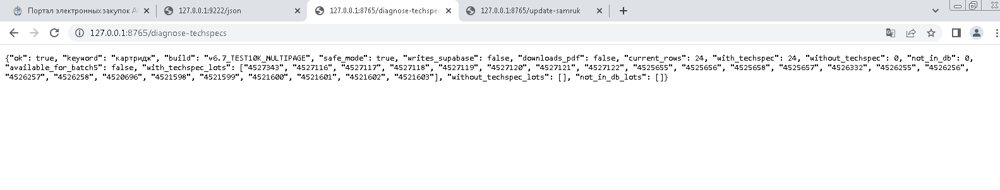 Портал электронных закупок А
127.0.0.1:9222/json
127.0.0.1:8765/diagnose-techspec
127.0.0.1:8765/update-samruk
127.0.0.1:8765/diagnose-techspecs
{"ok": true, "keyword": "картридж", "build": "v6.7_TEST10K_MULTIPAGE", "safe_mode": true, "writes_supabase": false, "downloads_pdf": false, "current_rows": 24, "with_techspec": 24, "without_techspec": 0, "not_in_db": 0,
"available_for_batch5": false, "with_techspec_lots": ["4527343", "4527116", "4527117", "4527118", "4527119", "4527120", "4527121", "4527122", "4525655", "4525656", "4525658", "4525657", "4526332", "4526255", "4526256",
"4526257", "4526258", "4520696", "4521598", "4521599", "4521600", "4521601", "4521602", "4521603"], "without_techspec_lots": [], "not_in_db_lots": []}